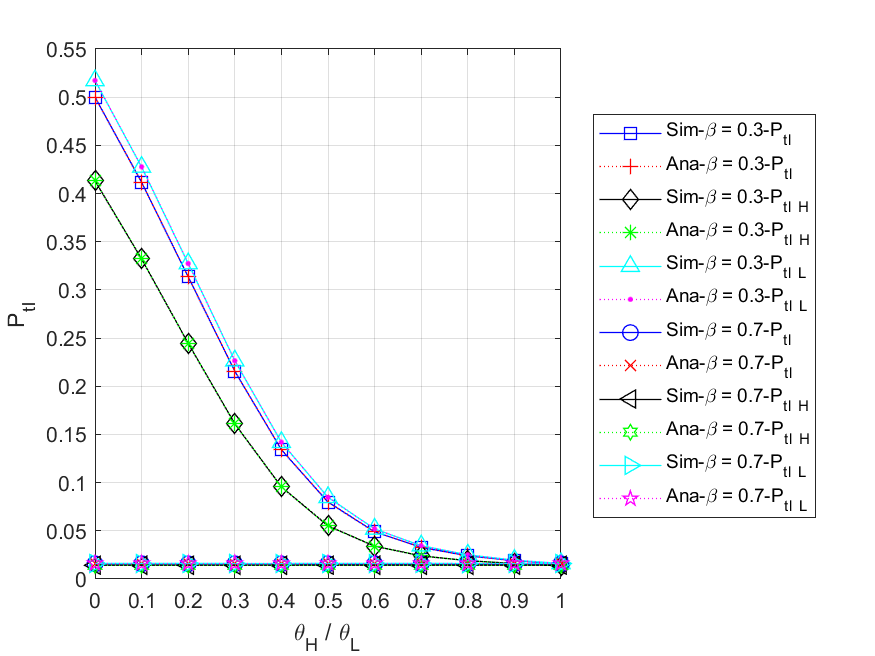 0.55
0.5
0.45
0.4
0.35
0.3
0.25
0.2
0.15
0.1
0.05
0
P_tl
0 0.1 0.2 0.3 0.4 0.5 0.6 0.7 0.8 0.9 1
θ_H / θ_L
Sim-β = 0.3-P_tl
Ana-β = 0.3-P_tl
Sim-β = 0.3-P_tl H
Ana-β = 0.3-P_tl H
Sim-β = 0.3-P_tl L
Ana-β = 0.3-P_tl L
Sim-β = 0.7-P_tl
Ana-β = 0.7-P_tl
Sim-β = 0.7-P_tl H
Ana-β = 0.7-P_tl H
Sim-β = 0.7-P_tl L
Ana-β = 0.7-P_tl L